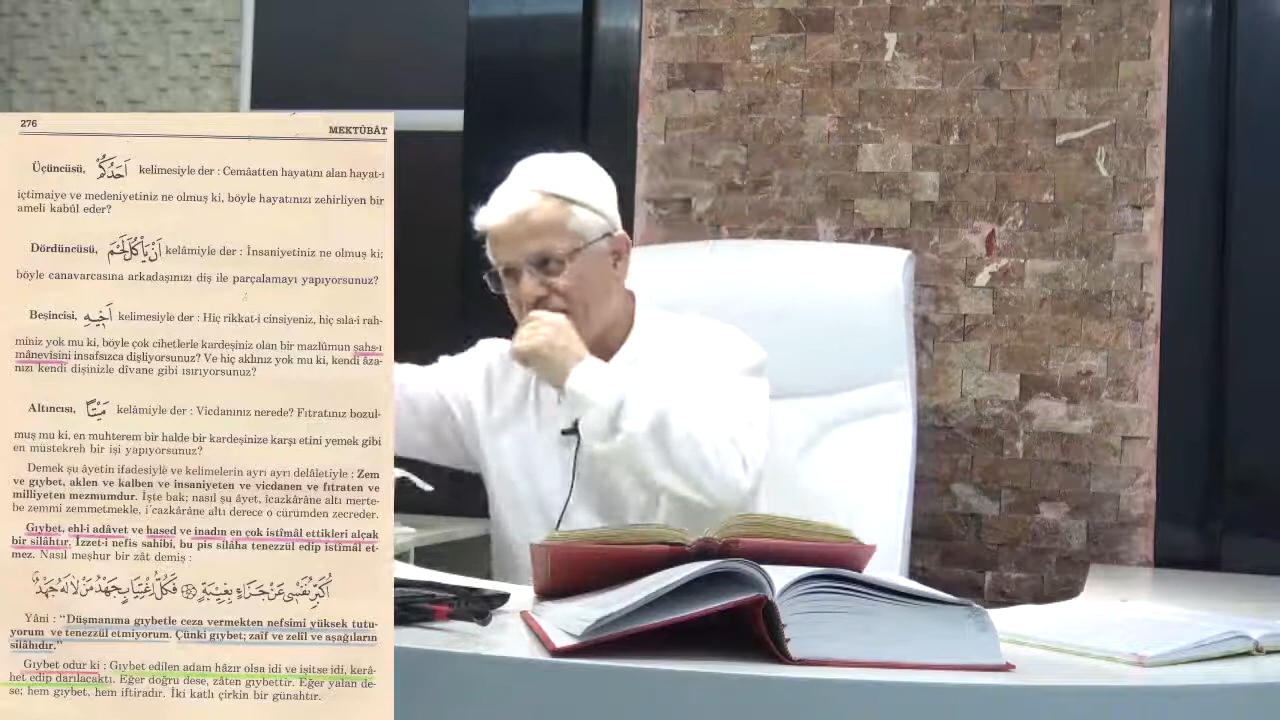 276
MEKTÛBÂT
Üçüncüsü, اَحَدُكُمْ kelimesiyle der : Cemâatten hayatını alan hayat-ı
içtimaiye ve medeniyetiniz ne olmuş ki, böyle hayatınızı zehirliyen bir
ameli kabûl eder?
Dördüncüsü, اَنْ يَاْكُلَ لَحْمَ kelâmiyle der : İnsaniyetiniz ne olmuş ki;
böyle canavarcasına arkadaşınızı diş ile parçalamayı yapıyorsunuz?
Beşincisi, اَخِيهِ kelimesiyle der : Hiç rikkat-i cinsiyeniz, hiç sıla-i rah-
miniz yok mu ki, böyle çok cihetlerle kardeşiniz olan bir mazlûmun şahs-ı
mânevîsini insafsızca dişliyorsunuz? Ve hiç aklınız yok mu ki, kendi âza-
nızı kendi dişinizle dîvane gibi ısırıyorsunuz?
Altıncısı, مَيْتًا kelâmiyle der : Vicdanınız nerede? Fıtratınız bozul-
muş mu ki, en muhterem bir halde bir kardeşinize karşı etini yemek gibi
en müstekreh bir işi yapıyorsunuz?
Demek şu âyetin ifadesiyle ve kelimelerin ayrı ayrı delâletiyle : Zem
ve gıybet, aklen ve kalben ve insaniyeten ve vicdanen ve fıtraten ve
milliyeten mezmumdur. İşte bak; nasıl şu âyet, îcazkârâne altı merte-
be zemmi zemmetmekle, i'cazkârâne altı derece o cürümden zecreder.
Gıybet, ehl-i adâvet ve hased ve inadın en çok istîmâl ettikleri alçak
bir silâhtır. İzzet-i nefis sahibi, bu pis silâha tenezzül edip istîmâl et-
mez. Nasıl meşhur bir zât demiş :
اُكَبِّرُ نَفْسِى عَنْ جَزَاءٍ بِغِيْبَةٍ ۞ فَكُلُّ اغْتِيَابٍ جَهْدُ مَنْ لَا لَهُ جَهْدٌ
Yâni : "Düşmanıma gıybetle ceza vermekten nefsimi yüksek tutu-
yorum ve tenezzül etmiyorum. Çünki gıybet; zaîf ve zelîl ve aşağıların
silâhıdır."
Gıybet odur ki : Gıybet edilen adam hâzır olsa idi ve işitse idi, kerâ-
het edip darılacaktı. Eğer doğru dese, zâten gıybettir. Eğer yalan de-
se; hem gıybet, hem iftiradır. İki katlı çirkin bir günahtır.